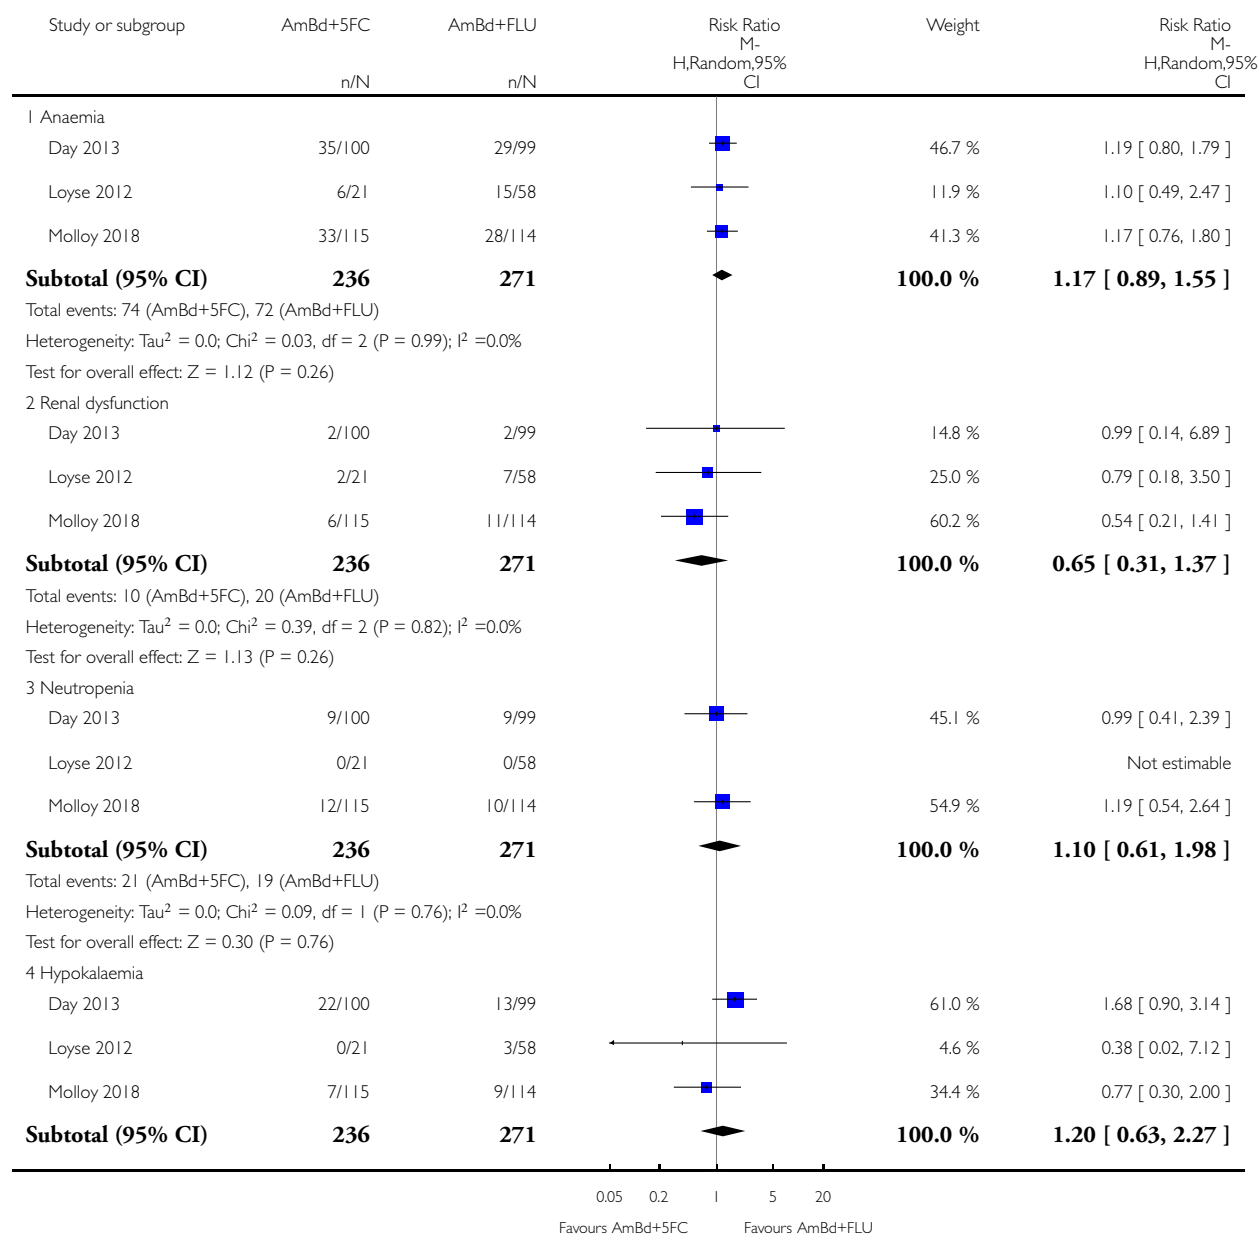 Study or subgroup AmBd+5FC AmBd+FLU Risk Ratio Weight Risk Ratio
M- M-
H,Random,95% H,Random,95%
n/N n/N CI CI
1 Anaemia
Day 2013 35/100 29/99 46.7 % 1.19 [ 0.80, 1.79 ]
Loyse 2012 6/21 15/58 11.9 % 1.10 [ 0.49, 2.47 ]
Molloy 2018 33/115 28/114 41.3 % 1.17 [ 0.76, 1.80 ]
Subtotal (95% CI) 236 271 100.0 % 1.17 [ 0.89, 1.55 ]
Total events: 74 (AmBd+5FC), 72 (AmBd+FLU)
Heterogeneity: Tau² = 0.0; Chi² = 0.03, df = 2 (P = 0.99); I² =0.0%
Test for overall effect: Z = 1.12 (P = 0.26)
2 Renal dysfunction
Day 2013 2/100 2/99 14.8 % 0.99 [ 0.14, 6.89 ]
Loyse 2012 2/21 7/58 25.0 % 0.79 [ 0.18, 3.50 ]
Molloy 2018 6/115 11/114 60.2 % 0.54 [ 0.21, 1.41 ]
Subtotal (95% CI) 236 271 100.0 % 0.65 [ 0.31, 1.37 ]
Total events: 10 (AmBd+5FC), 20 (AmBd+FLU)
Heterogeneity: Tau² = 0.0; Chi² = 0.39, df = 2 (P = 0.82); I² =0.0%
Test for overall effect: Z = 1.13 (P = 0.26)
3 Neutropenia
Day 2013 9/100 9/99 45.1 % 0.99 [ 0.41, 2.39 ]
Loyse 2012 0/21 0/58 Not estimable
Molloy 2018 12/115 10/114 54.9 % 1.19 [ 0.54, 2.64 ]
Subtotal (95% CI) 236 271 100.0 % 1.10 [ 0.61, 1.98 ]
Total events: 21 (AmBd+5FC), 19 (AmBd+FLU)
Heterogeneity: Tau² = 0.0; Chi² = 0.09, df = 1 (P = 0.76); I² =0.0%
Test for overall effect: Z = 0.30 (P = 0.76)
4 Hypokalaemia
Day 2013 22/100 13/99 61.0 % 1.68 [ 0.90, 3.14 ]
Loyse 2012 0/21 3/58 4.6 % 0.38 [ 0.02, 7.12 ]
Molloy 2018 7/115 9/114 34.4 % 0.77 [ 0.30, 2.00 ]
Subtotal (95% CI) 236 271 100.0 % 1.20 [ 0.63, 2.27 ]
0.05 0.2 1 5 20
Favours AmBd+5FC Favours AmBd+FLU